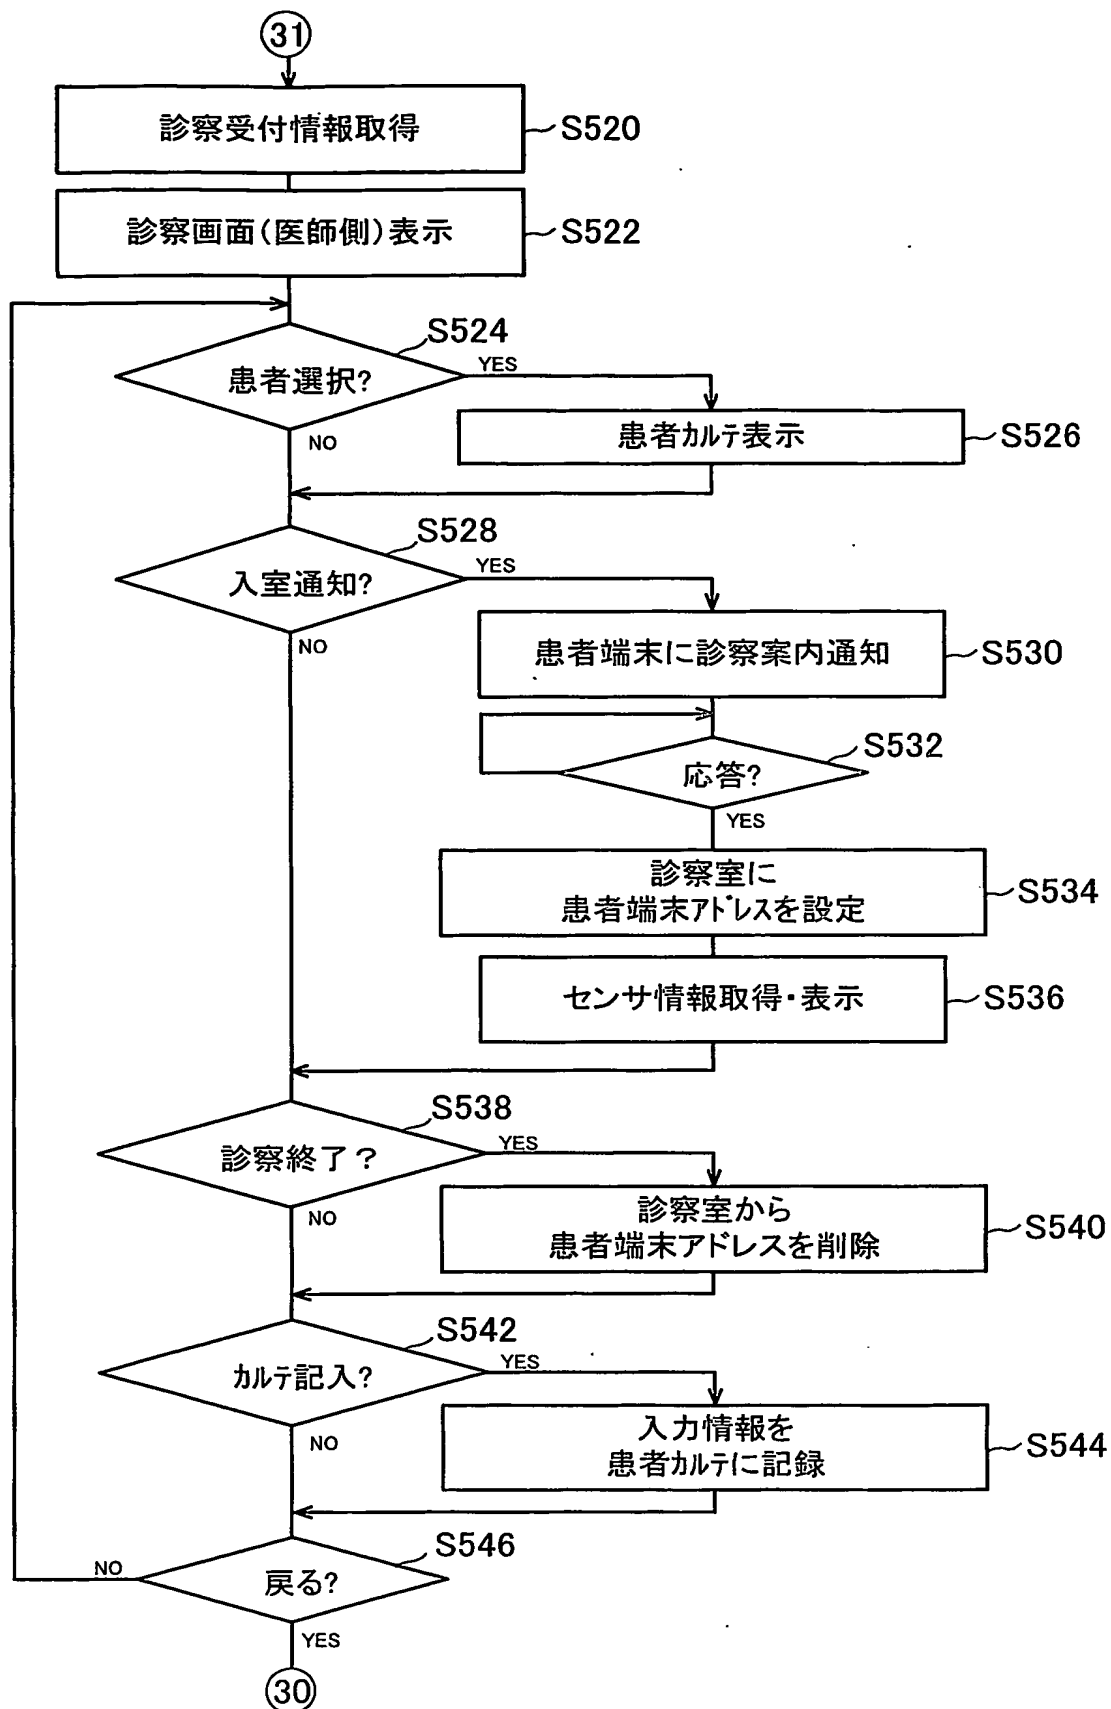 31
診察受付情報取得
S520
診察画面(医師側)表示
S522
S524
患者選択?
YES
NO
患者カルテ表示
S526
S528
入室通知?
YES
NO
患者端末に診察案内通知
S530
S532
応答?
YES
診察室に
患者端末アドレスを設定
S534
センサ情報取得・表示
S536
S538
診察終了?
YES
NO
診察室から
患者端末アドレスを削除
S540
S542
カルテ記入?
YES
NO
入力情報を
患者カルテに記録
S544
S546
戻る?
NO
YES
30